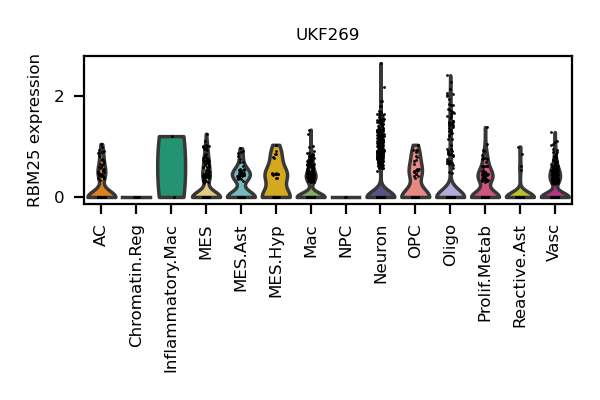 UKF269
RBM25 expression
2
0
AC
Chromatin.Reg
Inflammatory.Mac
MES
MES.Ast
MES.Hyp
Mac
NPC
Neuron
OPC
Oligo
Prolif.Metab
Reactive.Ast
Vasc